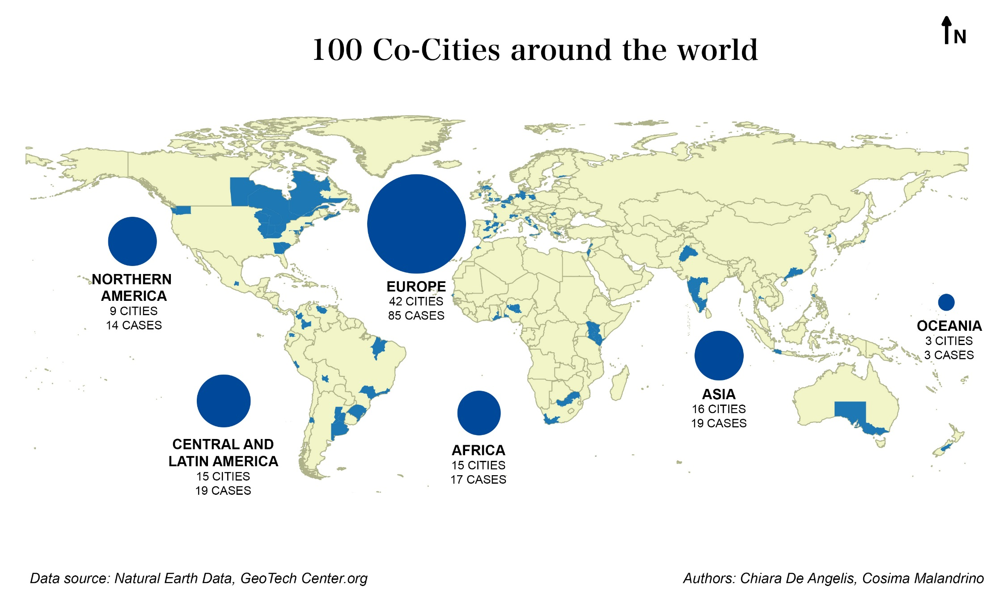 N
100 Co-Cities around the world
NORTHERN
AMERICA
9 CITIES
14 CASES
EUROPE
42 CITIES
85 CASES
OCEANIA
3 CITIES
3 CASES
ASIA
16 CITIES
19 CASES
CENTRAL AND
LATIN AMERICA
15 CITIES
19 CASES
AFRICA
15 CITIES
17 CASES
Data source: Natural Earth Data, GeoTech Center.org
Authors: Chiara De Angelis, Cosima Malandrino